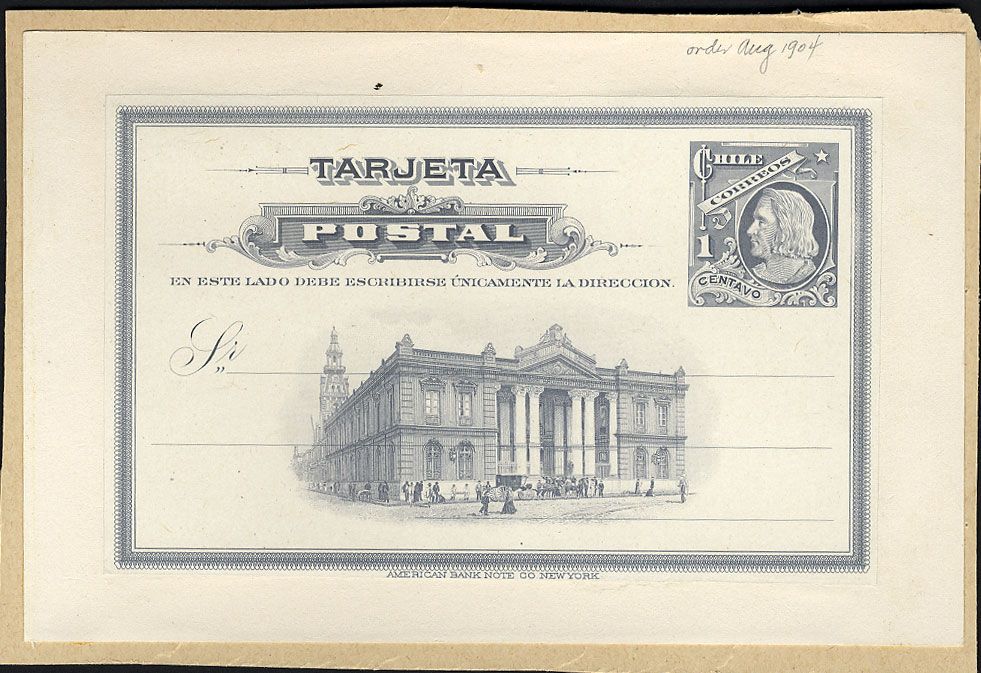 order Aug 1904
TARJETA
POSTAL
EN ESTE LADO DEBE ESCRIBIRSE ÚNICAMENTE LA DIRECCION.
CHILE
CORREOS
1
CENTAVO
Sr
AMERICAN BANK NOTE CO NEW YORK